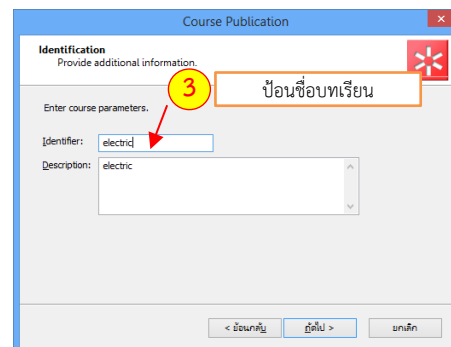 Course Publication
Identification
Provide additional information.
3
ป้อนชื่อบทเรียน
Enter course parameters.
Identifier: electric
Description: electric
< ย้อนกลับ ถัดไป > ยกเลิก